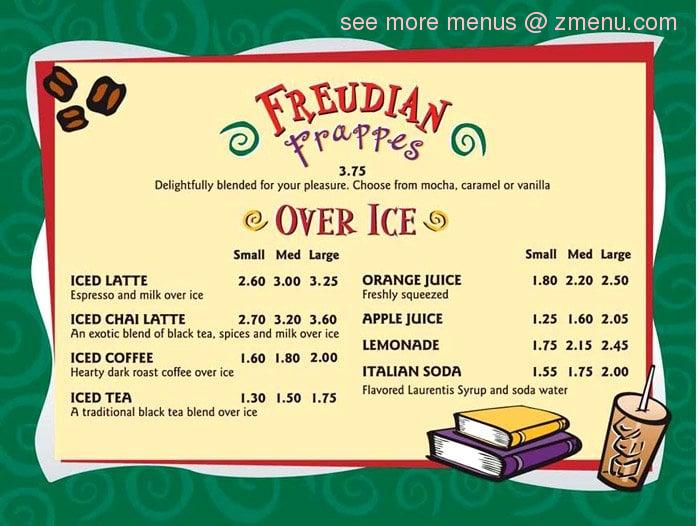 see more menus @ zmenu.com
FREUDIAN
Frappes
3.75
Delightfully blended for your pleasure. Choose from mocha, caramel or vanilla
OVER ICE
Small Med Large
ICED LATTE 2.60 3.00 3.25
Espresso and milk over ice
ICED CHAI LATTE 2.70 3.20 3.60
An exotic blend of black tea, spices and milk over ice
ICED COFFEE 1.60 1.80 2.00
Hearty dark roast coffee over ice
ICED TEA 1.30 1.50 1.75
A traditional black tea blend over ice
Small Med Large
ORANGE JUICE 1.80 2.20 2.50
Freshly squeezed
APPLE JUICE 1.25 1.60 2.05
LEMONADE 1.75 2.15 2.45
ITALIAN SODA 1.55 1.75 2.00
Flavored Laurentis Syrup and soda water